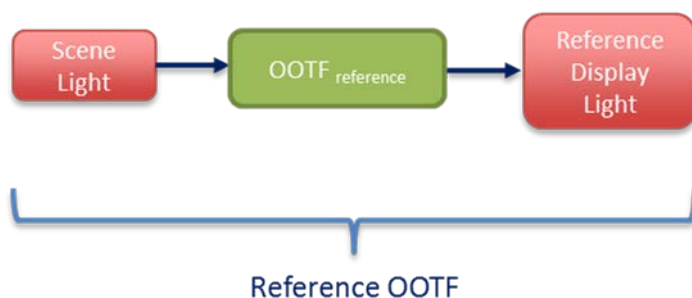 Scene
Light
OOTF reference
Reference
Display
Light
Reference OOTF